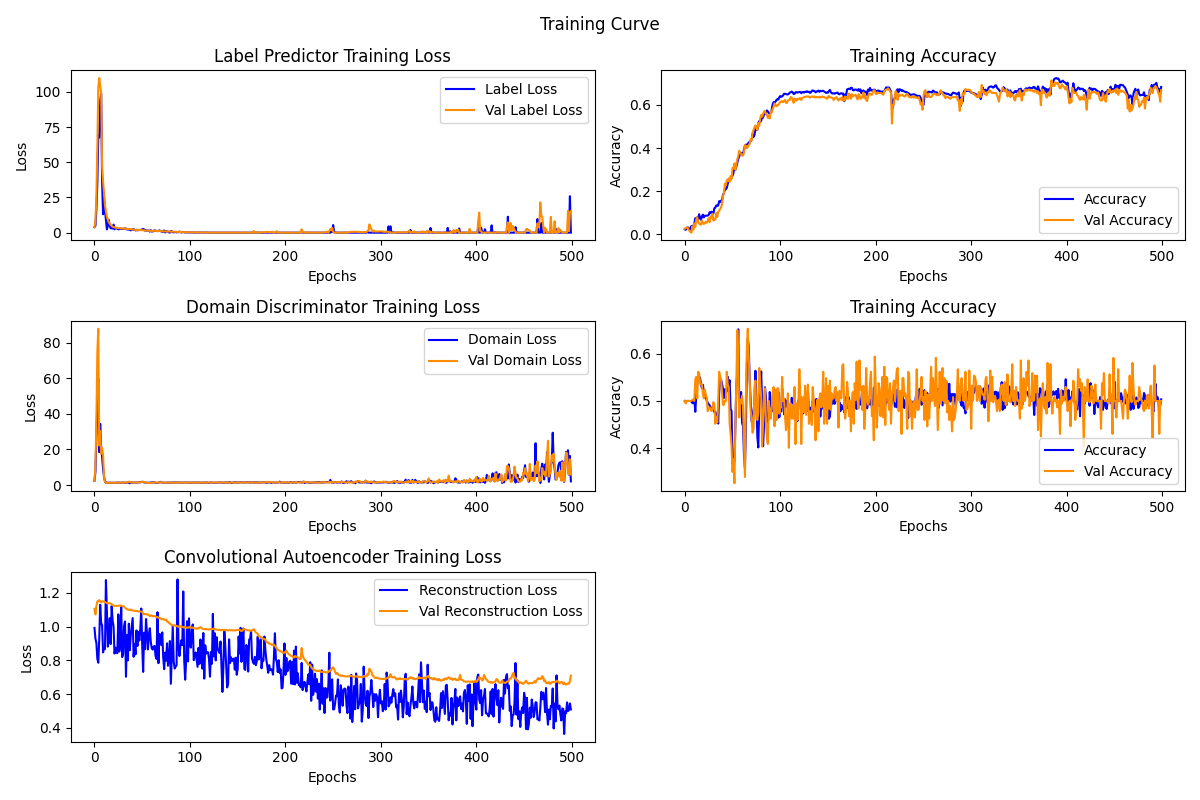 Training Curve
Label Predictor Training Loss
Loss
100
75
50
25
0
Label Loss
Val Label Loss
0 100 200 300 400 500
Epochs
Training Accuracy
Accuracy
0.6
0.4
0.2
0.0
Accuracy
Val Accuracy
0 100 200 300 400 500
Epochs
Domain Discriminator Training Loss
Loss
80
60
40
20
0
Domain Loss
Val Domain Loss
0 100 200 300 400 500
Epochs
Training Accuracy
Accuracy
0.6
0.5
0.4
Accuracy
Val Accuracy
0 100 200 300 400 500
Epochs
Convolutional Autoencoder Training Loss
Loss
1.2
1.0
0.8
0.6
0.4
Reconstruction Loss
Val Reconstruction Loss
0 100 200 300 400 500
Epochs